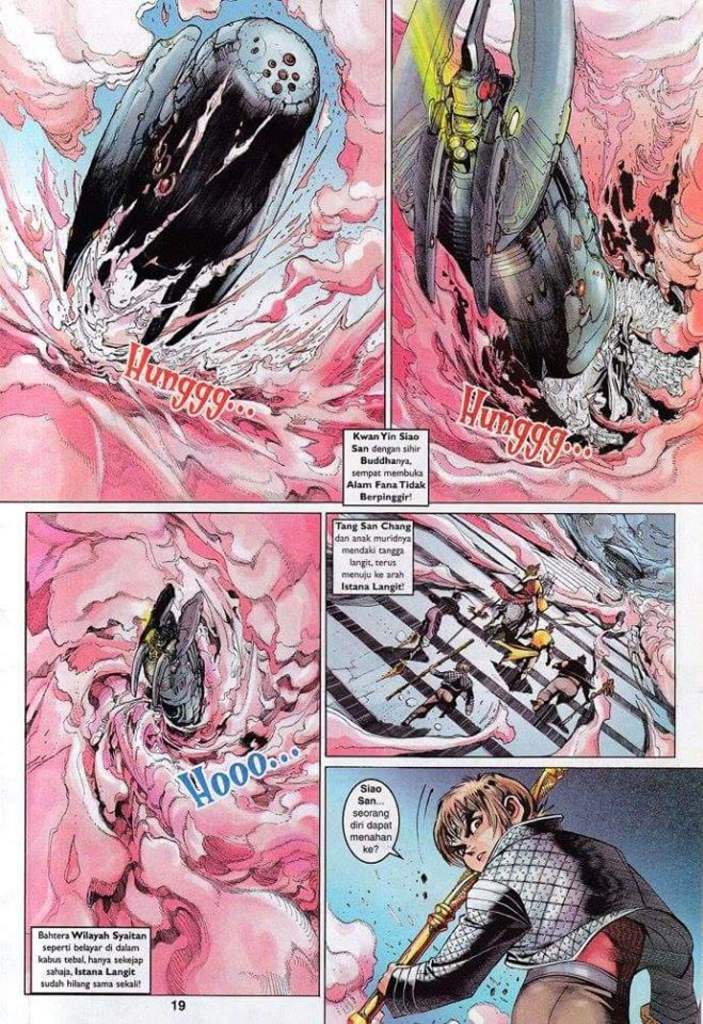 Hunggg...
Hunggg...
Kwan Yin Siao
San dengan sihir
Buddhanya,
sempat membuka
Alam Fana Tidak
Berpinggir!
Hooo...
Bahtera Wilayah Syaitan
seperti belayar di dalam
kabus tebal, hanya sekejap
sahaja, Istana Langit
sudah hilang sama sekali!
Tang San Chang
dan anak muridnya
mendaki tangga
langit, terus
menuju ke arah
Istana Langit!
Siao
San...
seorang
diri dapat
menahan
ke?
19